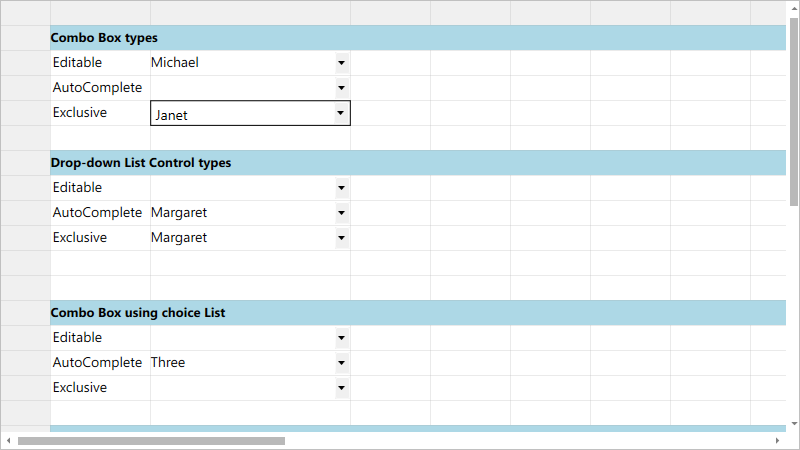 Combo Box types
Editable Michael
AutoComplete
Exclusive Janet
Drop-down List Control types
Editable
AutoComplete Margaret
Exclusive Margaret
Combo Box using choice List
Editable
AutoComplete Three
Exclusive